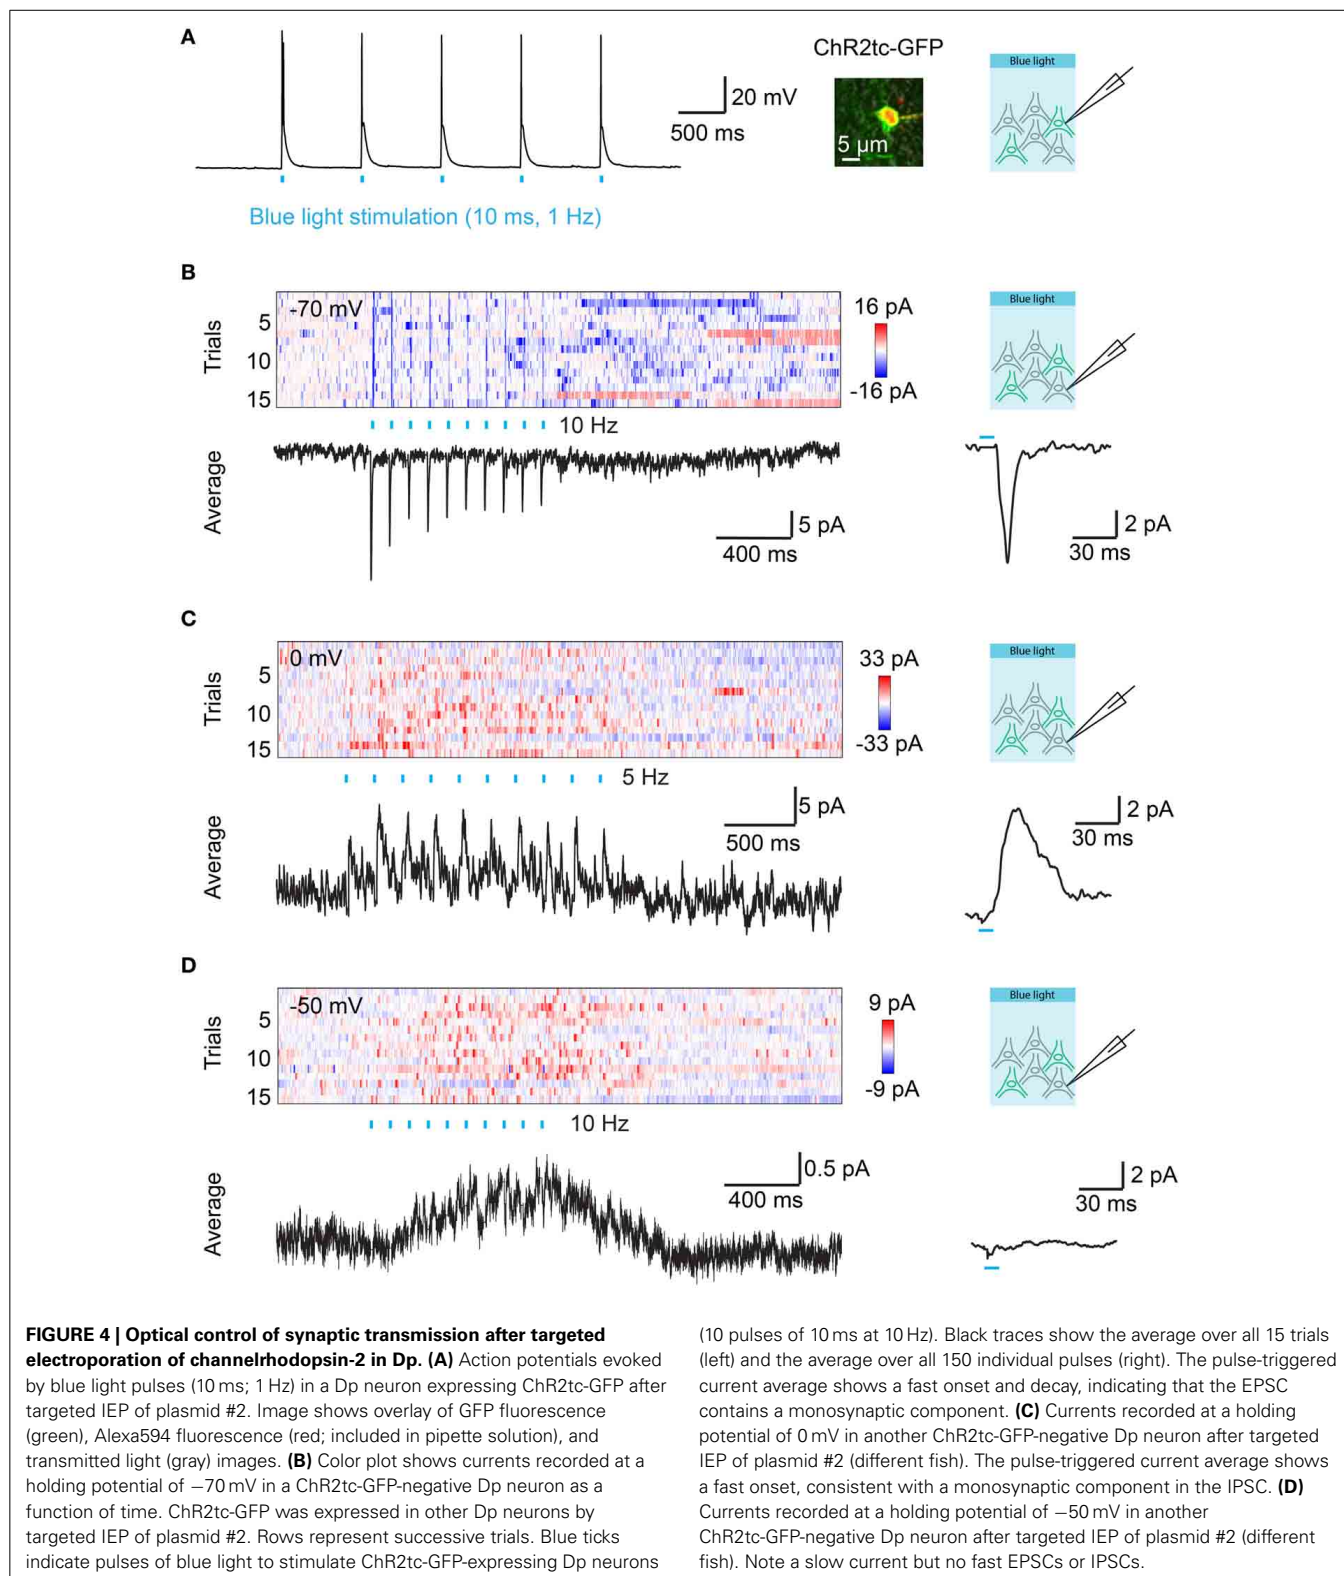 A
20 mV
500 ms
ChR2tc-GFP
5 µm
Blue light
Blue light stimulation (10 ms, 1 Hz)
B
-70 mV
Trials
5
10
15
16 pA
-16 pA
Blue light
10 Hz
Average
5 pA
400 ms
2 pA
30 ms
C
0 mV
Trials
5
10
15
33 pA
-33 pA
Blue light
5 Hz
Average
5 pA
500 ms
2 pA
30 ms
D
-50 mV
Trials
5
10
15
9 pA
-9 pA
Blue light
10 Hz
Average
0.5 pA
400 ms
2 pA
30 ms
FIGURE 4 | Optical control of synaptic transmission after targeted
electroporation of channelrhodopsin-2 in Dp. (A) Action potentials evoked
by blue light pulses (10 ms; 1 Hz) in a Dp neuron expressing ChR2tc-GFP after
targeted IEP of plasmid #2. Image shows overlay of GFP fluorescence
(green), Alexa594 fluorescence (red; included in pipette solution), and
transmitted light (gray) images. (B) Color plot shows currents recorded at a
holding potential of −70 mV in a ChR2tc-GFP-negative Dp neuron as a
function of time. ChR2tc-GFP was expressed in other Dp neurons by
targeted IEP of plasmid #2. Rows represent successive trials. Blue ticks
indicate pulses of blue light to stimulate ChR2tc-GFP-expressing Dp neurons
(10 pulses of 10 ms at 10 Hz). Black traces show the average over all 15 trials
(left) and the average over all 150 individual pulses (right). The pulse-triggered
current average shows a fast onset and decay, indicating that the EPSC
contains a monosynaptic component. (C) Currents recorded at a holding
potential of 0 mV in another ChR2tc-GFP-negative Dp neuron after targeted
IEP of plasmid #2 (different fish). The pulse-triggered current average shows
a fast onset, consistent with a monosynaptic component in the IPSC. (D)
Currents recorded at a holding potential of −50 mV in another
ChR2tc-GFP-negative Dp neuron after targeted IEP of plasmid #2 (different
fish). Note a slow current but no fast EPSCs or IPSCs.